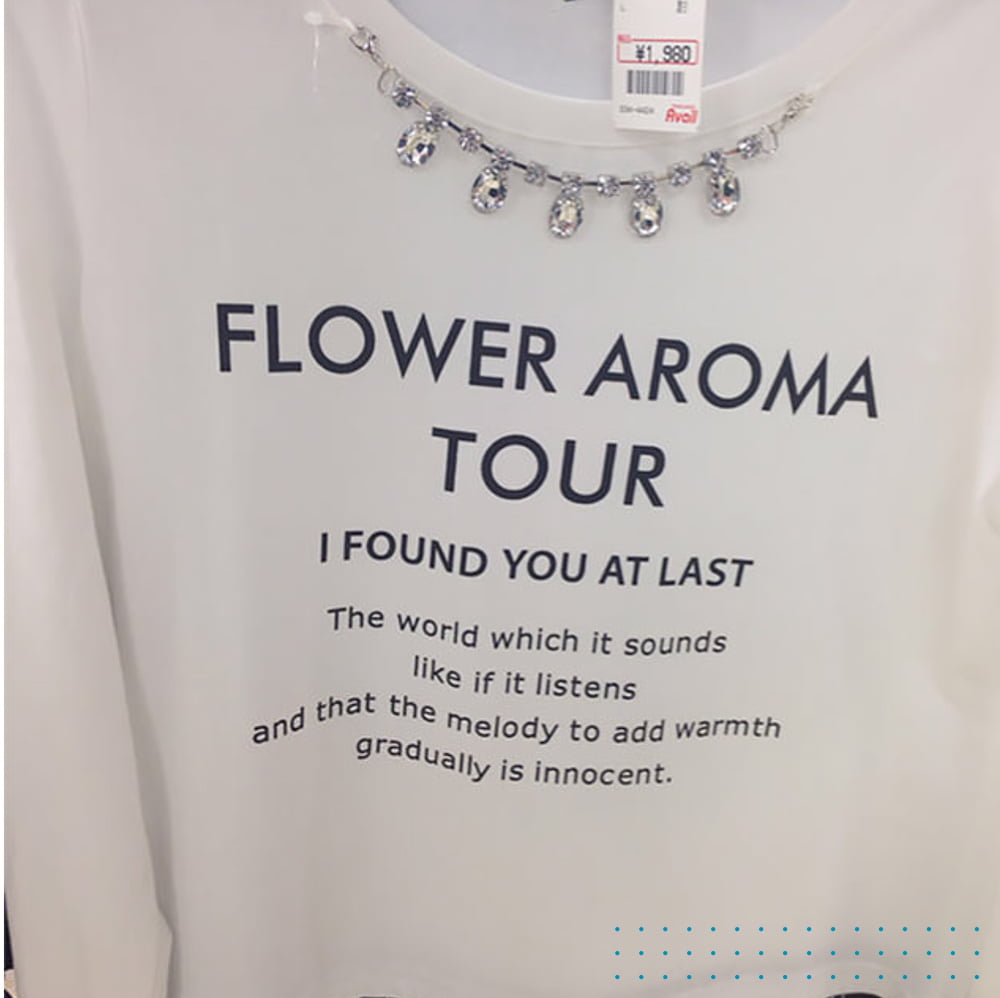 ¥1,980
Avail
FLOWER AROMA
TOUR
I FOUND YOU AT LAST
The world which it sounds
like if it listens
and that the melody to add warmth
gradually is innocent.